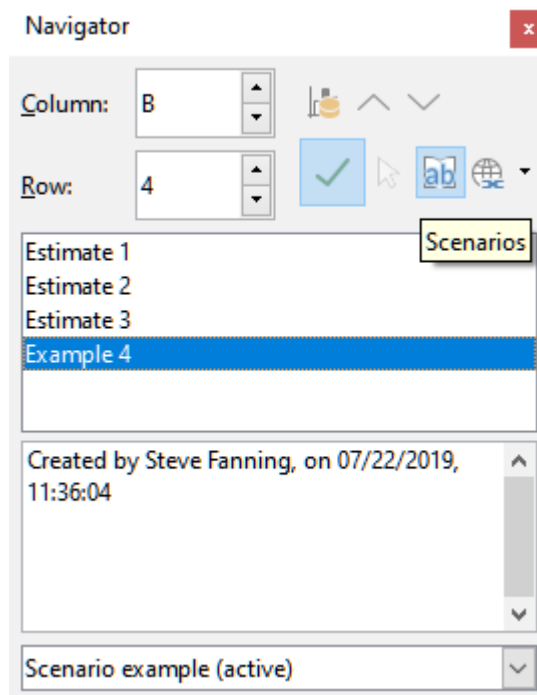 Navigator
x
Column: B
Row: 4
ab
Scenarios
Estimate 1
Estimate 2
Estimate 3
Example 4
Created by Steve Fanning, on 07/22/2019,
11:36:04
Scenario example (active)